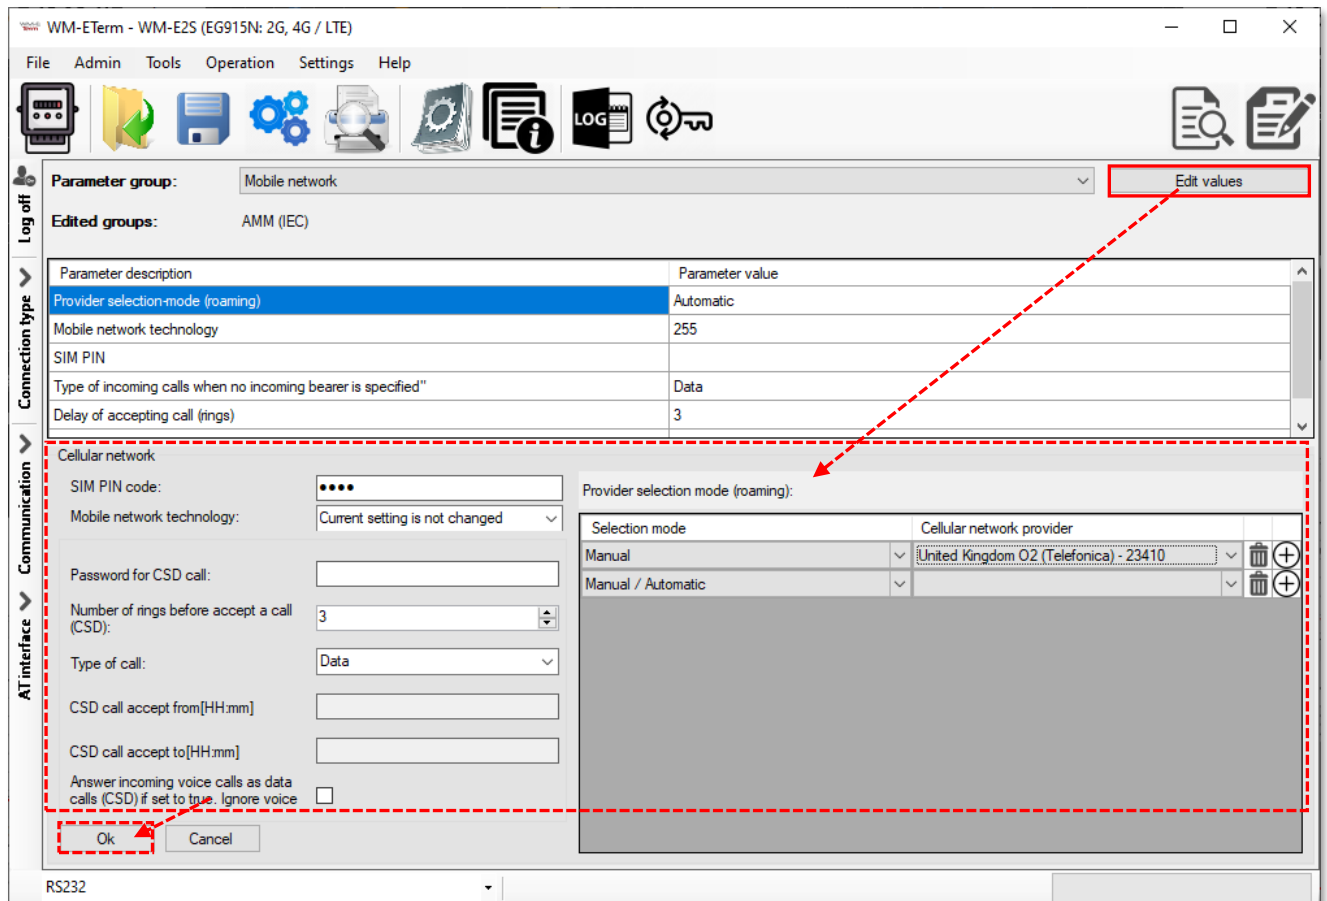 WM-ETerm - WM-E2S (EG915N: 2G, 4G / LTE)
File Admin Tools Operation Settings Help
LOG
Log off
Parameter group: Mobile network Edit values
Edited groups: AMM (IEC)
Connection type
Parameter description Parameter value
Provider selection-mode (roaming) Automatic
Mobile network technology 255
SIM PIN
Type of incoming calls when no incoming bearer is specified" Data
Delay of accepting call (rings) 3
Communication
AT interface
Cellular network
SIM PIN code: ●●●●
Mobile network technology: Current setting is not changed
Password for CSD call:
Number of rings before accept a call
(CSD): 3
Type of call: Data
CSD call accept from[HH:mm]
CSD call accept to[HH:mm]
Answer incoming voice calls as data
calls (CSD) if set to true. Ignore voice
Provider selection mode (roaming):
Selection mode Cellular network provider
Manual United Kingdom O2 (Telefonica) - 23410
Manual / Automatic
Ok Cancel
RS232